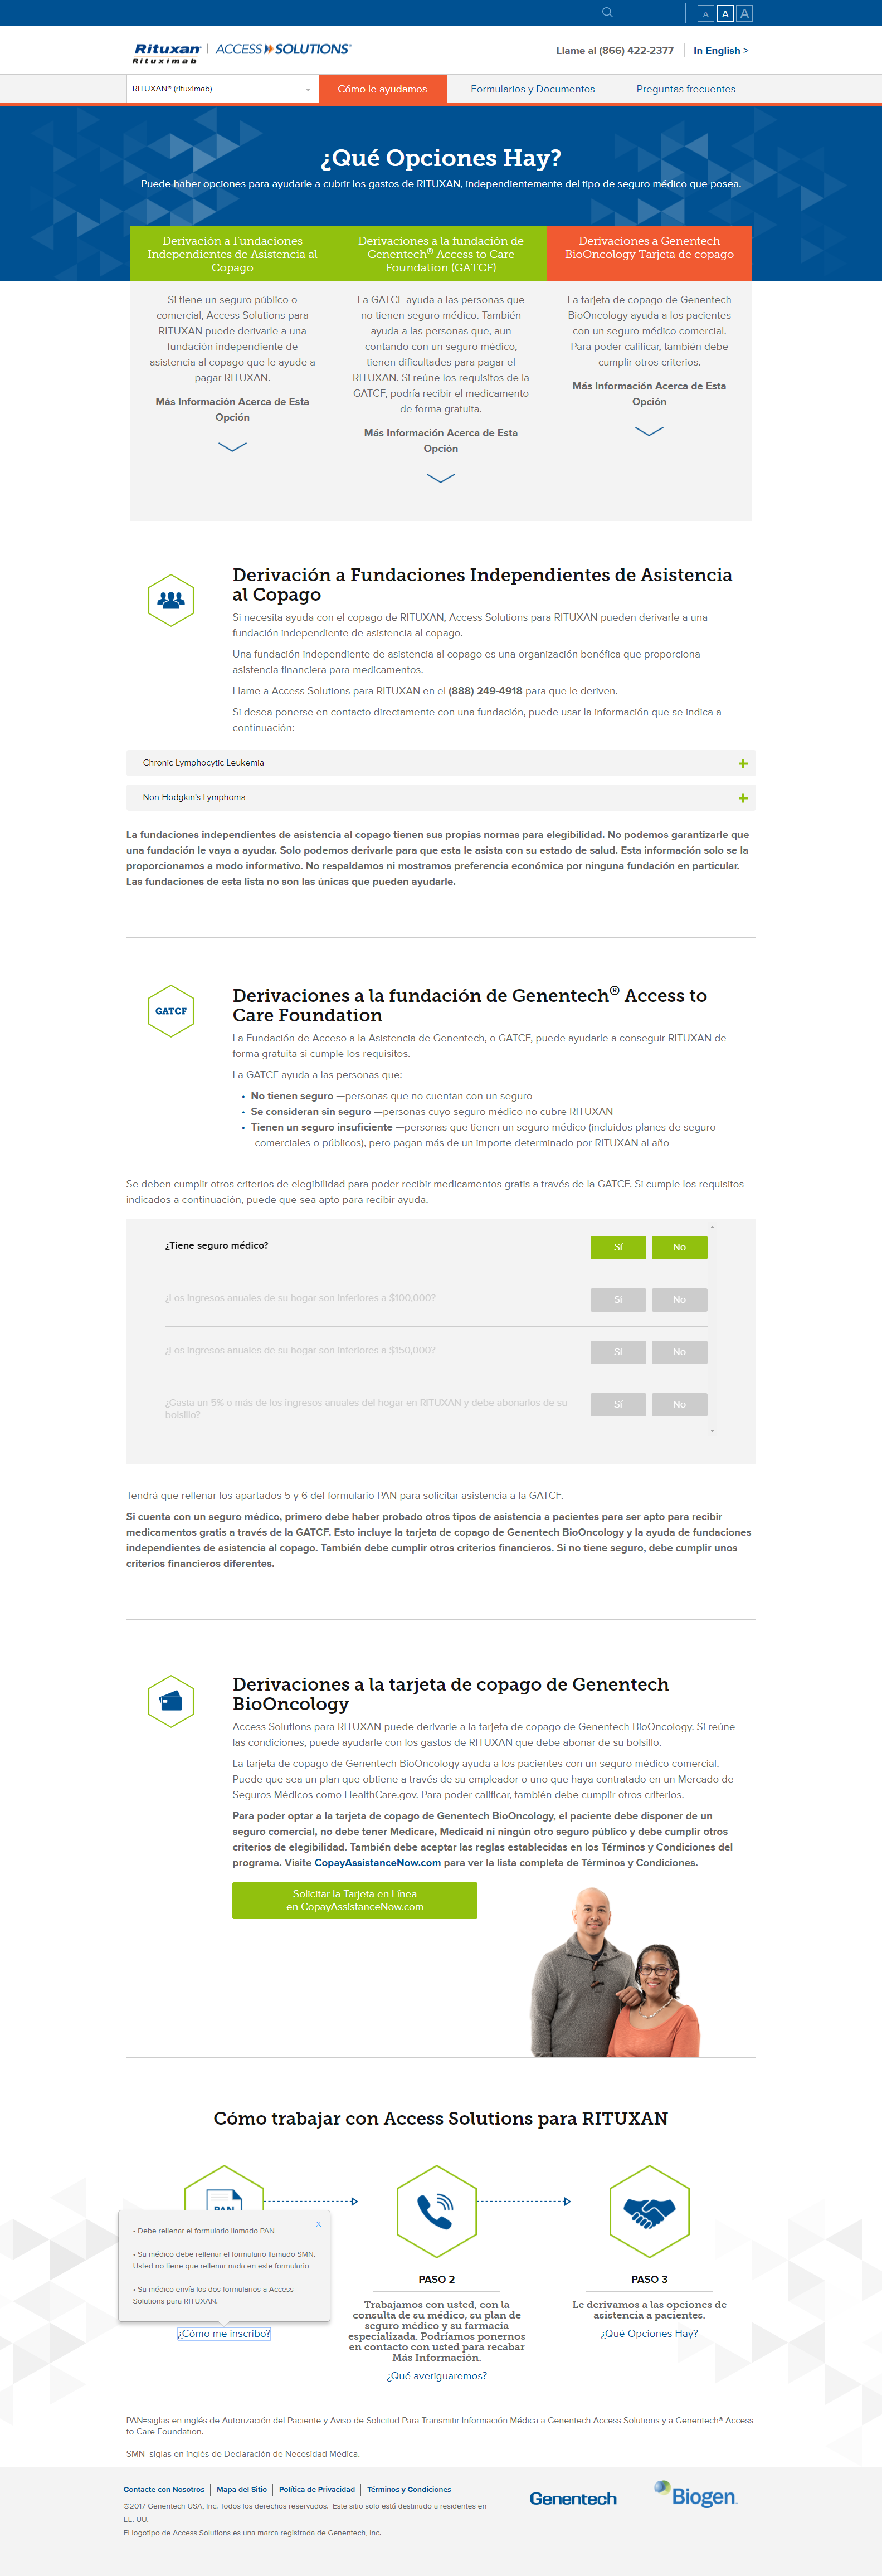 A A A
Rituxan®
Rituximab
ACCESS SOLUTIONS®
Llame al (866) 422-2377
In English >
RITUXAN® (rituximab)
Cómo le ayudamos
Formularios y Documentos
Preguntas frecuentes
¿Qué Opciones Hay?
Puede haber opciones para ayudarle a cubrir los gastos de RITUXAN, independientemente del tipo de seguro médico que posea.
Derivación a Fundaciones
Independientes de Asistencia al
Copago
Si tiene un seguro público o
comercial, Access Solutions para
RITUXAN puede derivarle a una
fundación independiente de
asistencia al copago que le ayude a
pagar RITUXAN.
Más Información Acerca de Esta
Opción
Derivaciones a la fundación de
Genentech® Access to Care
Foundation (GATCF)
La GATCF ayuda a las personas que
no tienen seguro médico. También
ayuda a las personas que, aun
contando con un seguro médico,
tienen dificultades para pagar el
RITUXAN. Si reúne los requisitos de la
GATCF, podría recibir el medicamento
de forma gratuita.
Más Información Acerca de Esta
Opción
Derivaciones a Genentech
BioOncology Tarjeta de copago
La tarjeta de copago de Genentech
BioOncology ayuda a los pacientes
con un seguro médico comercial.
Para poder calificar, también debe
cumplir otros criterios.
Más Información Acerca de Esta
Opción
Derivación a Fundaciones Independientes de Asistencia
al Copago
Si necesita ayuda con el copago de RITUXAN, Access Solutions para RITUXAN pueden derivarle a una
fundación independiente de asistencia al copago.
Una fundación independiente de asistencia al copago es una organización benéfica que proporciona
asistencia financiera para medicamentos.
Llame a Access Solutions para RITUXAN en el (888) 249-4918 para que le deriven.
Si desea ponerse en contacto directamente con una fundación, puede usar la información que se indica a
continuación:
Chronic Lymphocytic Leukemia
Non-Hodgkin's Lymphoma
La fundaciones independientes de asistencia al copago tienen sus propias normas para elegibilidad. No podemos garantizarle que
una fundación le vaya a ayudar. Solo podemos derivarle para que esta le asista con su estado de salud. Esta información solo se la
proporcionamos a modo informativo. No respaldamos ni mostramos preferencia económica por ninguna fundación en particular.
Las fundaciones de esta lista no son las únicas que pueden ayudarle.
GATCF
Derivaciones a la fundación de Genentech® Access to
Care Foundation
La Fundación de Acceso a la Asistencia de Genentech, o GATCF, puede ayudarle a conseguir RITUXAN de
forma gratuita si cumple los requisitos.
La GATCF ayuda a las personas que:
• No tienen seguro —personas que no cuentan con un seguro
• Se consideran sin seguro —personas cuyo seguro médico no cubre RITUXAN
• Tienen un seguro insuficiente —personas que tienen un seguro médico (incluidos planes de seguro
comerciales o públicos), pero pagan más de un importe determinado por RITUXAN al año
Se deben cumplir otros criterios de elegibilidad para poder recibir medicamentos gratis a través de la GATCF. Si cumple los requisitos
indicados a continuación, puede que sea apto para recibir ayuda.
¿Tiene seguro médico?
Sí No
¿Los ingresos anuales de su hogar son inferiores a $100,000?
Sí No
¿Los ingresos anuales de su hogar son inferiores a $150,000?
Sí No
¿Gasta un 5% o más de los ingresos anuales del hogar en RITUXAN y debe abonarlos de su
bolsillo?
Sí No
Tendrá que rellenar los apartados 5 y 6 del formulario PAN para solicitar asistencia a la GATCF.
Si cuenta con un seguro médico, primero debe haber probado otros tipos de asistencia a pacientes para ser apto para recibir
medicamentos gratis a través de la GATCF. Esto incluye la tarjeta de copago de Genentech BioOncology y la ayuda de fundaciones
independientes de asistencia al copago. También debe cumplir otros criterios financieros. Si no tiene seguro, debe cumplir unos
criterios financieros diferentes.
Derivaciones a la tarjeta de copago de Genentech
BioOncology
Access Solutions para RITUXAN puede derivarle a la tarjeta de copago de Genentech BioOncology. Si reúne
las condiciones, puede ayudarle con los gastos de RITUXAN que debe abonar de su bolsillo.
La tarjeta de copago de Genentech BioOncology ayuda a los pacientes con un seguro médico comercial.
Puede que sea un plan que obtiene a través de su empleador o uno que haya contratado en un Mercado de
Seguros Médicos como HealthCare.gov. Para poder calificar, también debe cumplir otros criterios.
Para poder optar a la tarjeta de copago de Genentech BioOncology, el paciente debe disponer de un
seguro comercial, no debe tener Medicare, Medicaid ni ningún otro seguro público y debe cumplir otros
criterios de elegibilidad. También debe aceptar las reglas establecidas en los Términos y Condiciones del
programa. Visite CopayAssistanceNow.com para ver la lista completa de Términos y Condiciones.
Solicitar la Tarjeta en Línea
en CopayAssistanceNow.com
Cómo trabajar con Access Solutions para RITUXAN
PAN
X
• Debe rellenar el formulario llamado PAN
• Su médico debe rellenar el formulario llamado SMN.
Usted no tiene que rellenar nada en este formulario
• Su médico envía los dos formularios a Access
Solutions para RITUXAN.
¿Cómo me inscribo?
PASO 2
Trabajamos con usted, con la
consulta de su médico, su plan de
seguro médico y su farmacia
especializada. Podríamos ponernos
en contacto con usted para recabar
Más Información.
¿Qué averiguaremos?
PASO 3
Le derivamos a las opciones de
asistencia a pacientes.
¿Qué Opciones Hay?
PAN=siglas en inglés de Autorización del Paciente y Aviso de Solicitud Para Transmitir Información Médica a Genentech Access Solutions y a Genentech® Access
to Care Foundation.
SMN=siglas en inglés de Declaración de Necesidad Médica.
Contacte con Nosotros | Mapa del Sitio | Política de Privacidad | Términos y Condiciones
©2017 Genentech USA, Inc. Todos los derechos reservados. Este sitio solo está destinado a residentes en
EE. UU.
El logotipo de Access Solutions es una marca registrada de Genentech, Inc.
Genentech
Biogen